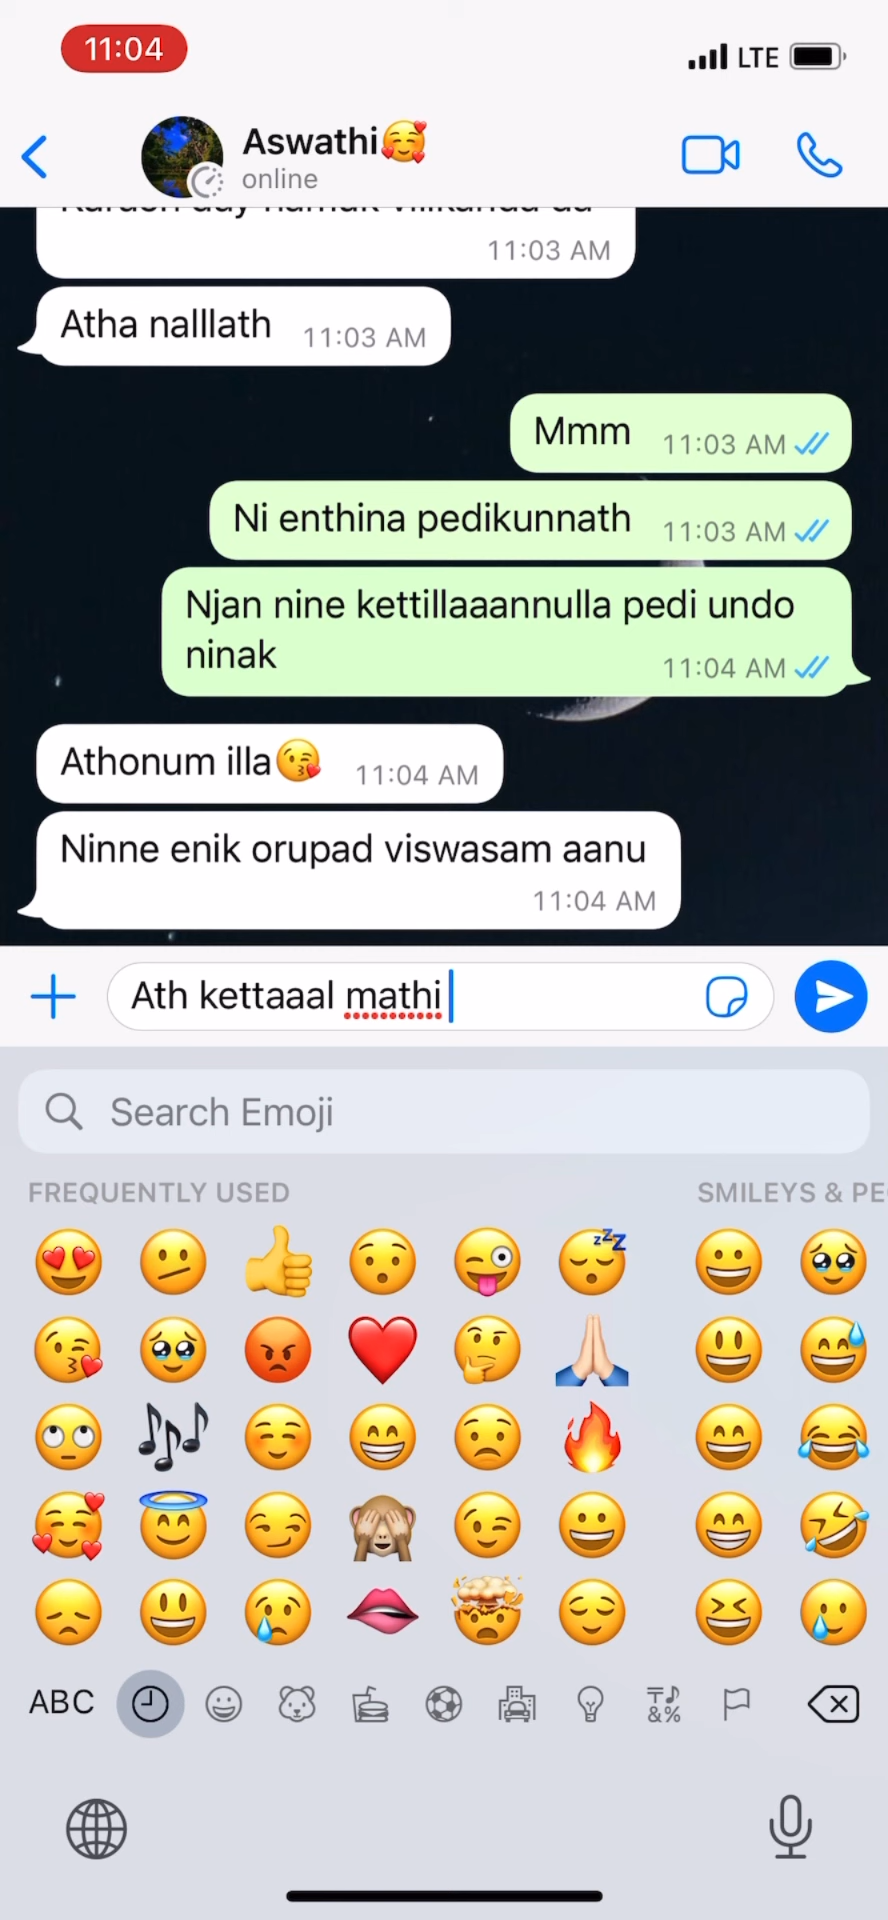 11:04
LTE
Aswathi🥰
online
11:03 AM
Atha nalllath 11:03 AM
Mmm 11:03 AM
Ni enthina pedikunnath 11:03 AM
Njan nine kettillaaannulla pedi undo
ninak 11:04 AM
Athonum illa😘 11:04 AM
Ninne enik orupad viswasam aanu
11:04 AM
Ath kettaaal mathi
Search Emoji
FREQUENTLY USED SMILEYS & PE
ABC